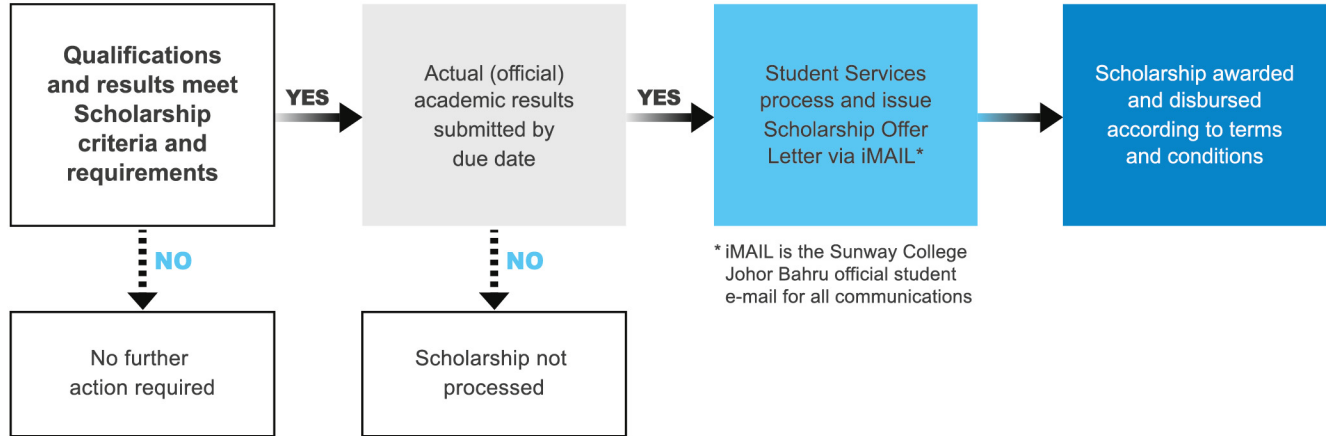 Qualifications
and results meet
Scholarship
criteria and
requirements
YES
Actual (official)
academic results
submitted by
due date
YES
Student Services
process and issue
Scholarship Offer
Letter via iMAIL*
Scholarship awarded
and disbursed
according to terms
and conditions
NO
NO
* iMAIL is the Sunway College
Johor Bahru official student
e-mail for all communications
No further
action required
Scholarship not
processed